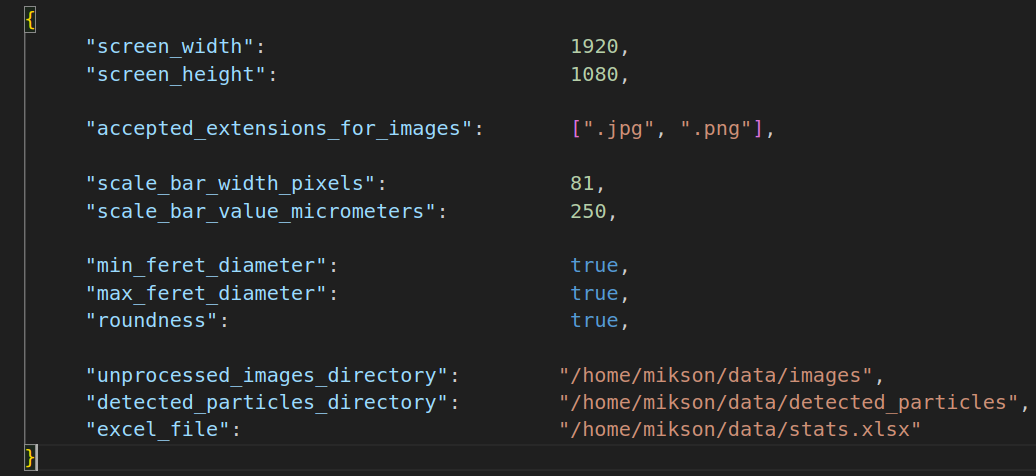 {
"screen_width": 1920,
"screen_height": 1080,
"accepted_extensions_for_images": [".jpg", ".png"],
"scale_bar_width_pixels": 81,
"scale_bar_value_micrometers": 250,
"min_feret_diameter": true,
"max_feret_diameter": true,
"roundness": true,
"unprocessed_images_directory": "/home/mikson/data/images",
"detected_particles_directory": "/home/mikson/data/detected_particles",
"excel_file": "/home/mikson/data/stats.xlsx"
}